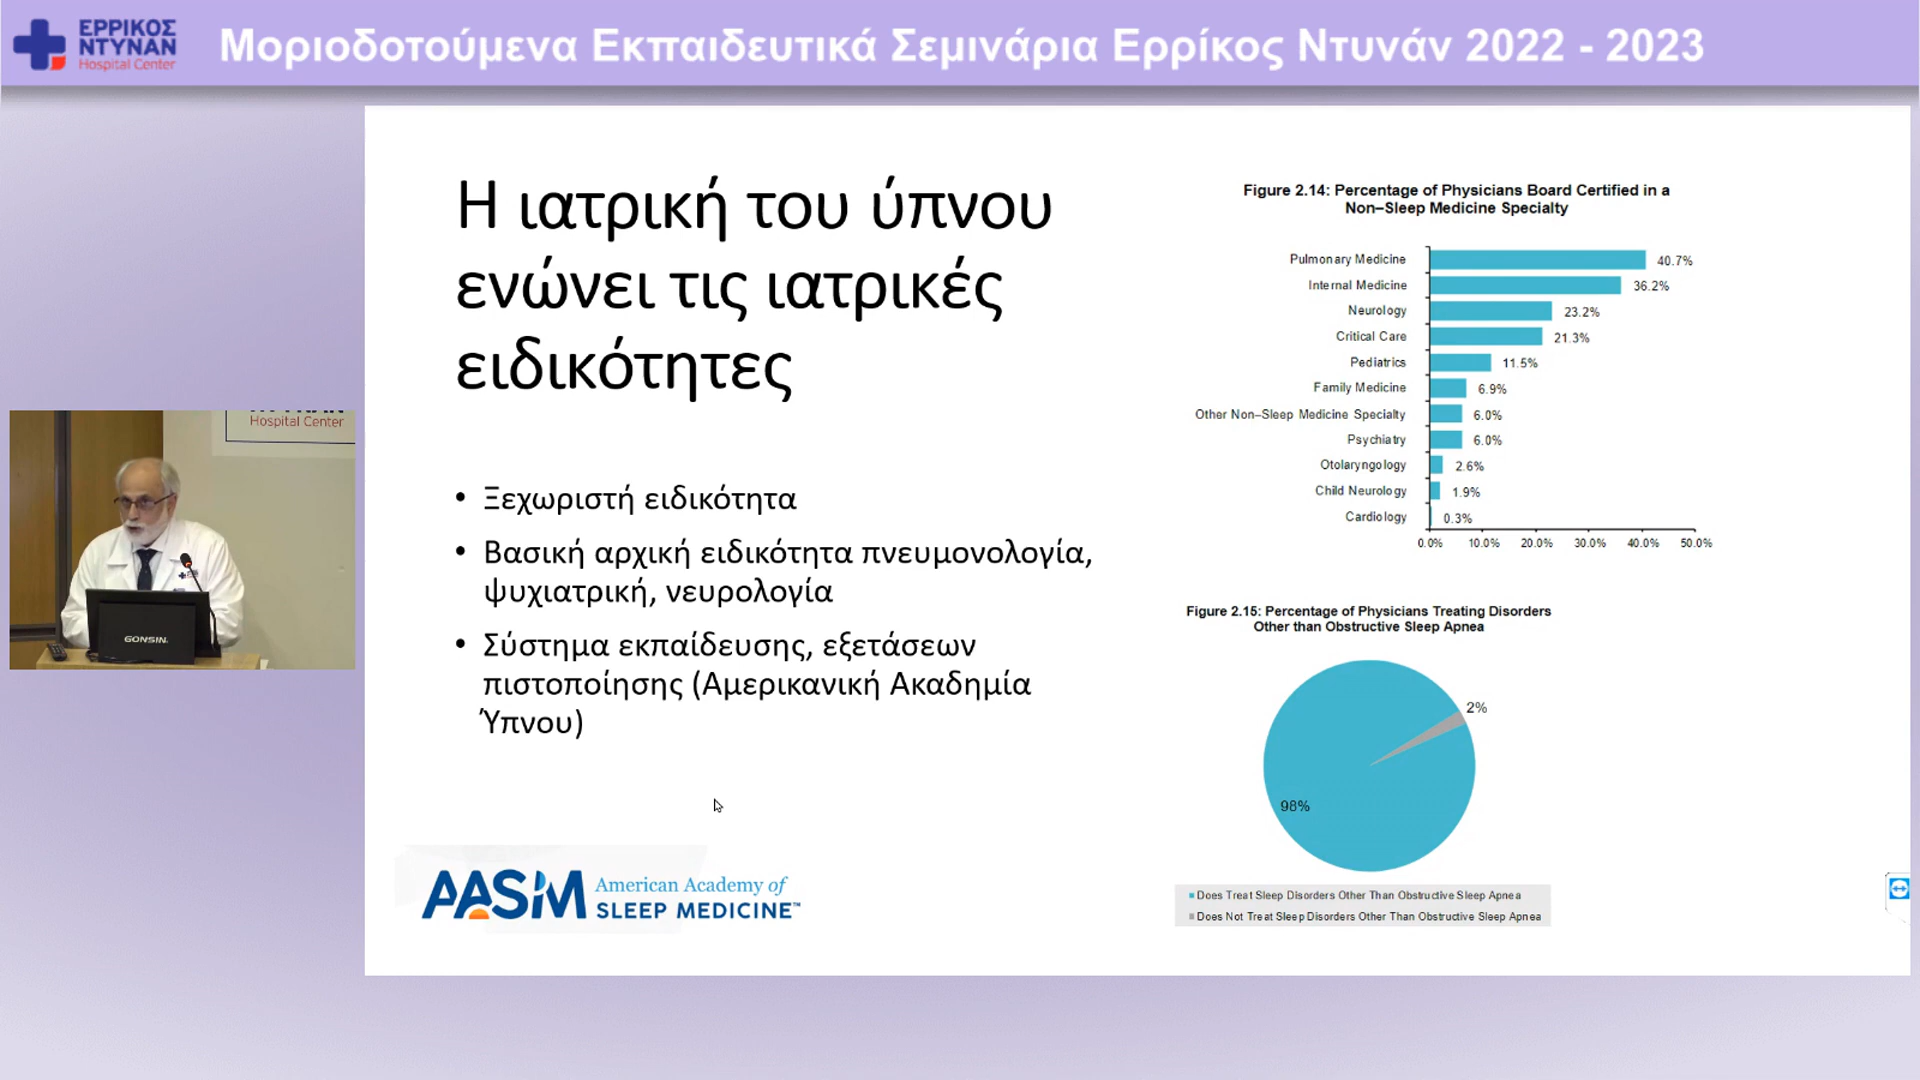 ΕΡΡΙΚΟΣ
ΝΤΥΝΑΝ
Hospital Center
Μοριοδοτούμενα Εκπαιδευτικά Σεμινάρια Ερρίκος Ντυνάν 2022 - 2023
Η ιατρική του ύπνου
ενώνει τις ιατρικές
ειδικότητες
• Ξεχωριστή ειδικότητα
• Βασική αρχική ειδικότητα πνευμονολογία,
ψυχιατρική, νευρολογία
• Σύστημα εκπαίδευσης, εξετάσεων
πιστοποίησης (Αμερικανική Ακαδημία
Ύπνου)
AASM
American Academy of
SLEEP MEDICINE™
Figure 2.14: Percentage of Physicians Board Certified in a
Non–Sleep Medicine Specialty
Pulmonary Medicine 40.7%
Internal Medicine 36.2%
Neurology 23.2%
Critical Care 21.3%
Pediatrics 11.5%
Family Medicine 6.9%
Other Non–Sleep Medicine Specialty 6.0%
Psychiatry 6.0%
Otolaryngology 2.6%
Child Neurology 1.9%
Cardiology 0.3%
0.0% 10.0% 20.0% 30.0% 40.0% 50.0%
Figure 2.15: Percentage of Physicians Treating Disorders
Other than Obstructive Sleep Apnea
2%
98%
Does Treat Sleep Disorders Other Than Obstructive Sleep Apnea
Does Not Treat Sleep Disorders Other Than Obstructive Sleep Apnea
Hospital Center
GONSIN.